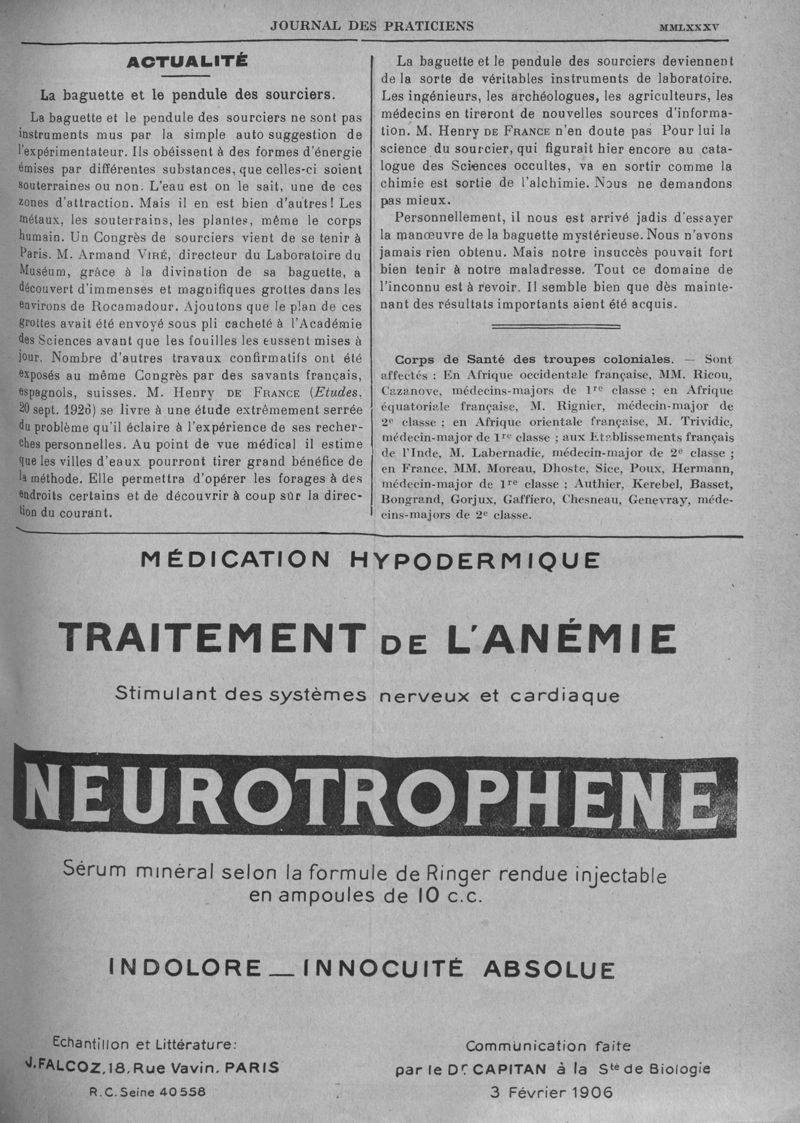 JOURNAL DES PRATICIENS
MMLXXXV
ACTUALITÉ
La baguette et le pendule des sourciers.
La baguette et le pendule des sourciers ne sont pas
instruments mus par la simple auto suggestion de
l'expérimentateur. Ils obéissent à des formes d'énergie
émises par différentes substances, que celles-ci soient
souterraines ou non. L'eau est on le sait, une de ces
zones d'attraction. Mais il en est bien d'autres! Les
métaux, les souterrains, les plantes, même le corps
humain. Un Congrès de sourciers vient de se tenir à
Paris. M. Armand VIRÉ, directeur du Laboratoire du
Muséum, grâce à la divination de sa baguette, a
découvert d'immenses et magnifiques grottes dans les
environs de Rocamadour. Ajoutons que le plan de ces
grottes avait été envoyé sous pli cacheté à l'Académie
des Sciences avant que les fouilles les eussent mises à
jour. Nombre d'autres travaux confirmatifs ont été
exposés au même Congrès par des savants français,
espagnols, suisses. M. Henry DE FRANCE (Etudes,
20 sept. 1926) se livre à une étude extrêmement serrée
du problème qu'il éclaire à l'expérience de ses recher-
ches personnelles. Au point de vue médical il estime
que les villes d'eaux pourront tirer grand bénéfice de
la méthode. Elle permettra d'opérer les forages à des
endroits certains et de découvrir à coup sûr la direc-
tion du courant.
La baguette et le pendule des sourciers deviennent
de la sorte de véritables instruments de laboratoire.
Les ingénieurs, les archéologues, les agriculteurs, les
médecins en tireront de nouvelles sources d'informa-
tion. M. Henry DE FRANCE n'en doute pas Pour lui la
science du sourcier, qui figurait hier encore au cata-
logue des Sciences occultes, va en sortir comme la
chimie est sortie de l'alchimie. Nous ne demandons
pas mieux.
Personnellement, il nous est arrivé jadis d'essayer
la manœuvre de la baguette mystérieuse. Nous n'avons
jamais rien obtenu. Mais notre insuccès pouvait fort
bien tenir à notre maladresse. Tout ce domaine de
l'inconnu est à revoir. Il semble bien que dès mainte-
nant des résultats importants aient été acquis.
Corps de Santé des troupes coloniales. — Sont
affectés : En Afrique occidentale française, MM. Ricou,
Cazanove, médecins-majors de 1re classe ; en Afrique
équatoriale française, M. Rignier, médecin-major de
2e classe ; en Afrique orientale française, M. Trividic,
médecin-major de 1re classe ; aux Etablissements français
de l'Inde, M. Labernadie, médecin-major de 2e classe ;
en France, MM. Moreau, Dhoste, Sice, Poux, Hermann,
médecin-major de 1re classe ; Authier, Kerebel, Basset,
Bongrand, Gorjux, Gaffiero, Chesneau, Genevray, méde-
cins-majors de 2e classe.
MÉDICATION HYPODERMIQUE
TRAITEMENT DE L'ANÉMIE
Stimulant des systèmes nerveux et cardiaque
NEUROTROPHENE
Sérum minéral selon la formule de Ringer rendue injectable
en ampoules de 10 c.c.
INDOLORE _ INNOCUITÉ ABSOLUE
Echantillon et Littérature:
J. FALCOZ, 18, Rue Vavin, PARIS
R.C. Seine 40558
Communication faite
par le Dr CAPITAN à la Sté de Biologie
3 Février 1906